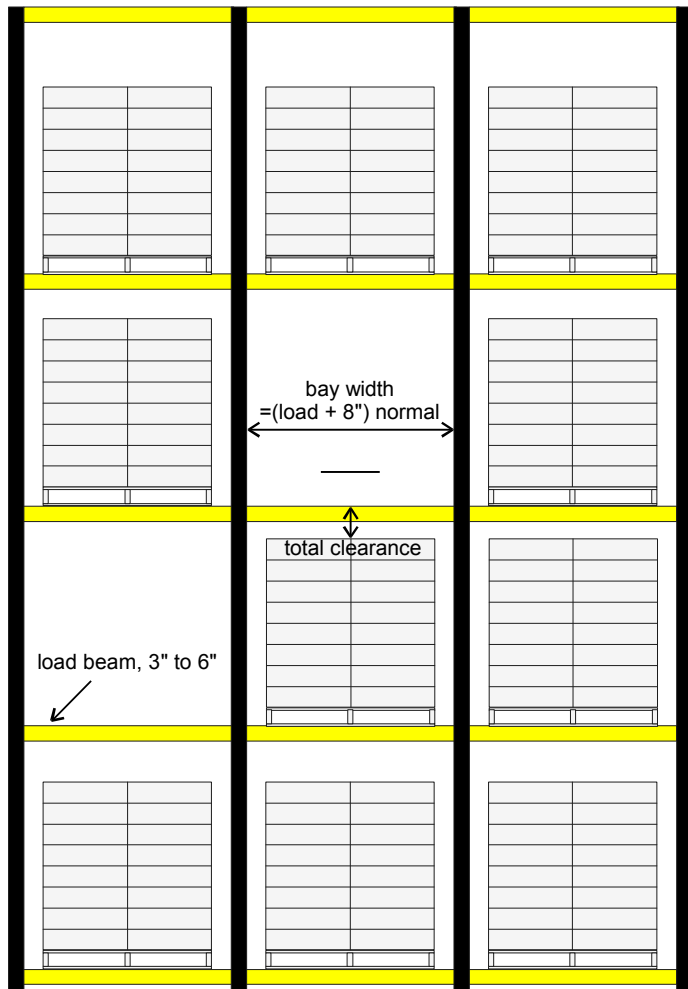 bay width
=(load + 8") normal
total clearance
load beam, 3" to 6"